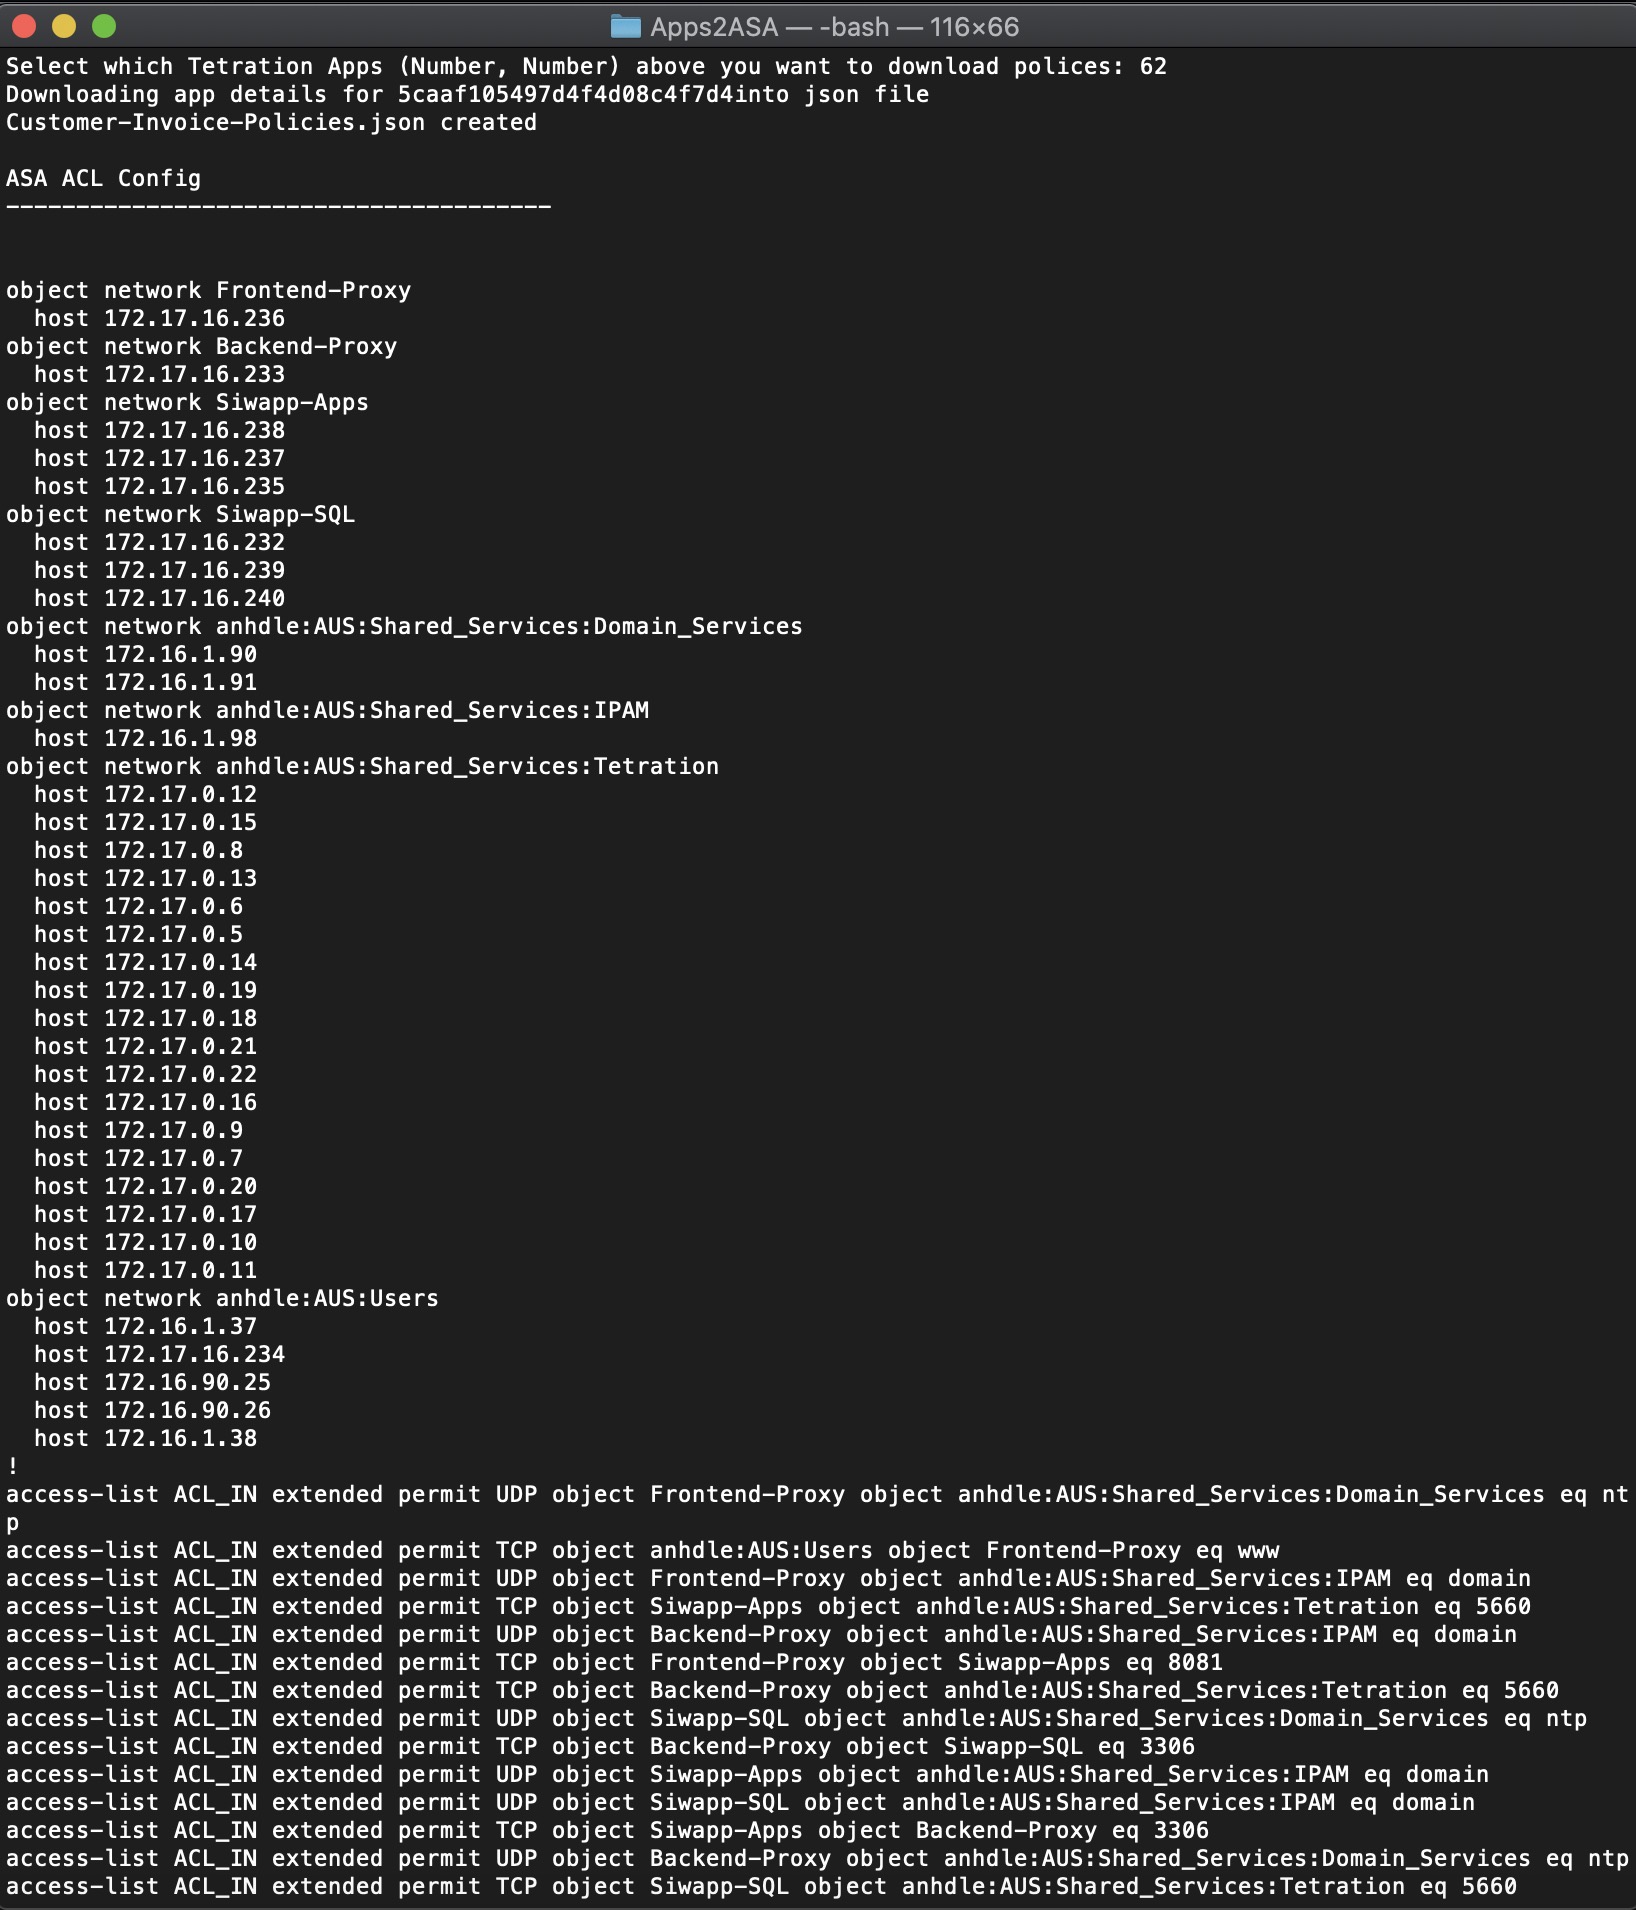 Apps2ASA — -bash — 116×66
Select which Tetration Apps (Number, Number) above you want to download polices: 62
Downloading app details for 5caaf105497d4f4d08c4f7d4into json file
Customer-Invoice-Policies.json created
ASA ACL Config
---------------------------------------
object network Frontend-Proxy
  host 172.17.16.236
object network Backend-Proxy
  host 172.17.16.233
object network Siwapp-Apps
  host 172.17.16.238
  host 172.17.16.237
  host 172.17.16.235
object network Siwapp-SQL
  host 172.17.16.232
  host 172.17.16.239
  host 172.17.16.240
object network anhdle:AUS:Shared_Services:Domain_Services
  host 172.16.1.90
  host 172.16.1.91
object network anhdle:AUS:Shared_Services:IPAM
  host 172.16.1.98
object network anhdle:AUS:Shared_Services:Tetration
  host 172.17.0.12
  host 172.17.0.15
  host 172.17.0.8
  host 172.17.0.13
  host 172.17.0.6
  host 172.17.0.5
  host 172.17.0.14
  host 172.17.0.19
  host 172.17.0.18
  host 172.17.0.21
  host 172.17.0.22
  host 172.17.0.16
  host 172.17.0.9
  host 172.17.0.7
  host 172.17.0.20
  host 172.17.0.17
  host 172.17.0.10
  host 172.17.0.11
object network anhdle:AUS:Users
  host 172.16.1.37
  host 172.17.16.234
  host 172.16.90.25
  host 172.16.90.26
  host 172.16.1.38
!
access-list ACL_IN extended permit UDP object Frontend-Proxy object anhdle:AUS:Shared_Services:Domain_Services eq nt
p
access-list ACL_IN extended permit TCP object anhdle:AUS:Users object Frontend-Proxy eq www
access-list ACL_IN extended permit UDP object Frontend-Proxy object anhdle:AUS:Shared_Services:IPAM eq domain
access-list ACL_IN extended permit TCP object Siwapp-Apps object anhdle:AUS:Shared_Services:Tetration eq 5660
access-list ACL_IN extended permit UDP object Backend-Proxy object anhdle:AUS:Shared_Services:IPAM eq domain
access-list ACL_IN extended permit TCP object Frontend-Proxy object Siwapp-Apps eq 8081
access-list ACL_IN extended permit TCP object Backend-Proxy object anhdle:AUS:Shared_Services:Tetration eq 5660
access-list ACL_IN extended permit UDP object Siwapp-SQL object anhdle:AUS:Shared_Services:Domain_Services eq ntp
access-list ACL_IN extended permit TCP object Backend-Proxy object Siwapp-SQL eq 3306
access-list ACL_IN extended permit UDP object Siwapp-Apps object anhdle:AUS:Shared_Services:IPAM eq domain
access-list ACL_IN extended permit UDP object Siwapp-SQL object anhdle:AUS:Shared_Services:IPAM eq domain
access-list ACL_IN extended permit TCP object Siwapp-Apps object Backend-Proxy eq 3306
access-list ACL_IN extended permit UDP object Backend-Proxy object anhdle:AUS:Shared_Services:Domain_Services eq ntp
access-list ACL_IN extended permit TCP object Siwapp-SQL object anhdle:AUS:Shared_Services:Tetration eq 5660